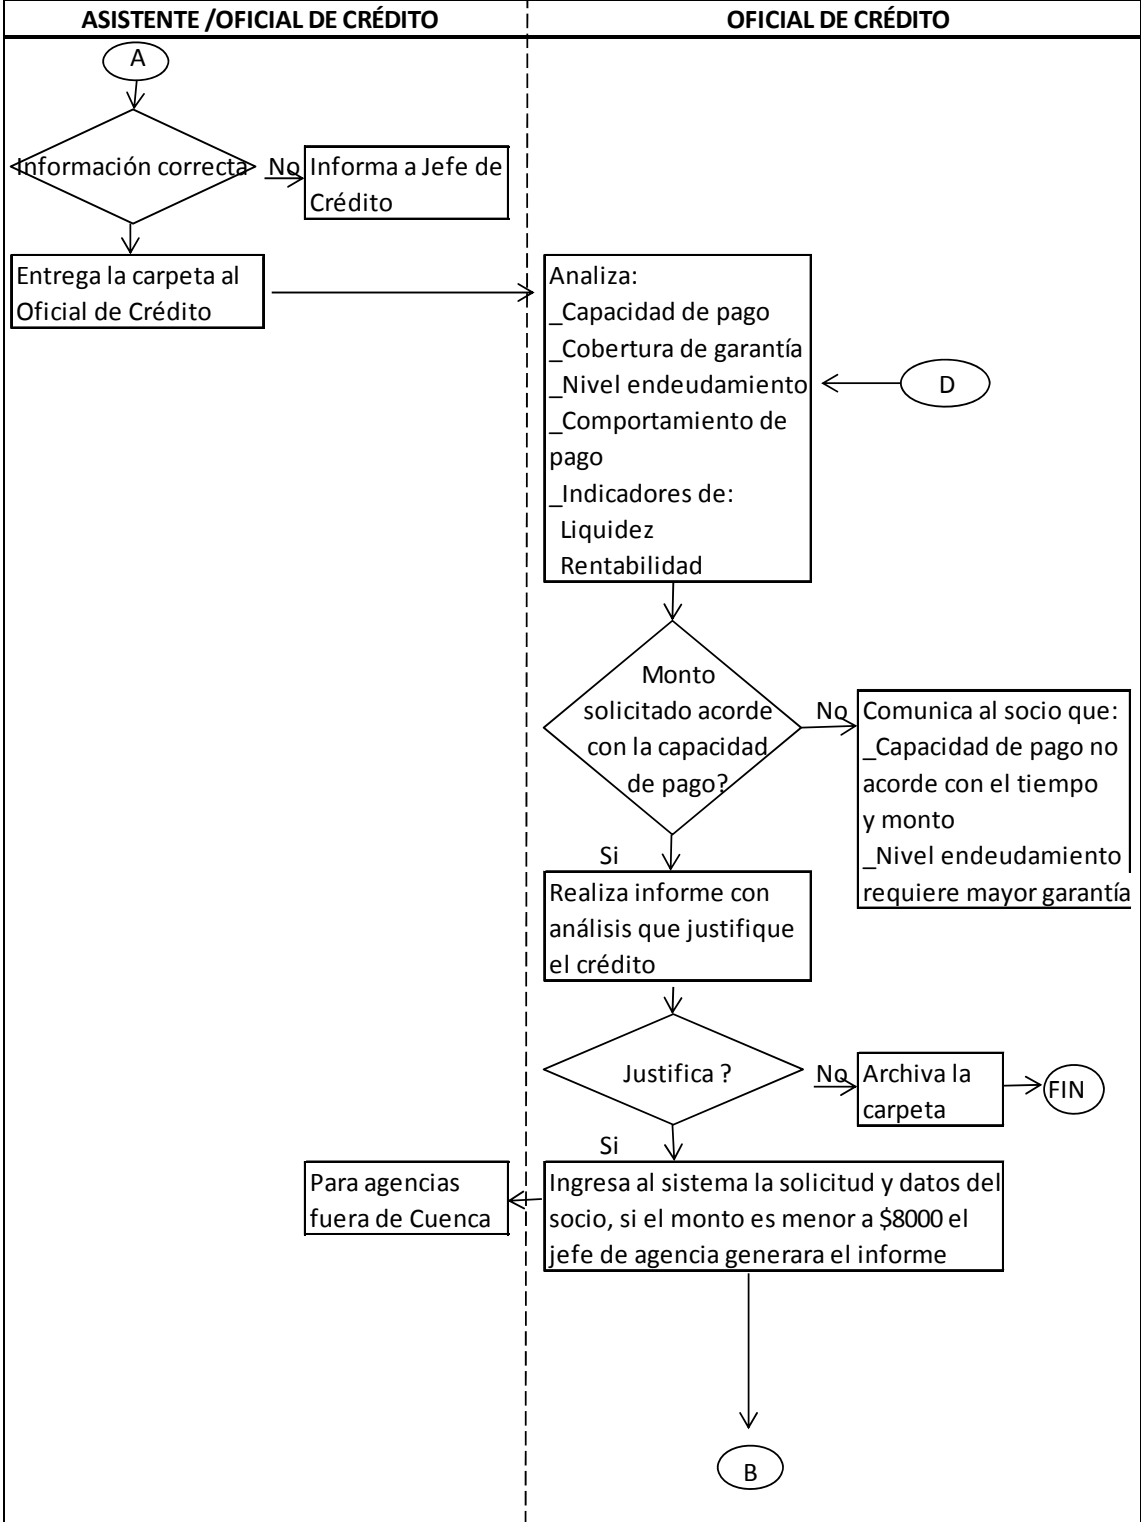 ASISTENTE /OFICIAL DE CRÉDITO
OFICIAL DE CRÉDITO
A
Información correcta
No
Informa a Jefe de
Crédito
Entrega la carpeta al
Oficial de Crédito
Analiza:
_Capacidad de pago
_Cobertura de garantía
_Nivel endeudamiento
_Comportamiento de
pago
_Indicadores de:
Liquidez
Rentabilidad
D
Monto
solicitado acorde
con la capacidad
de pago?
No
Comunica al socio que:
_Capacidad de pago no
acorde con el tiempo
y monto
_Nivel endeudamiento
requiere mayor garantía
Si
Realiza informe con
análisis que justifique
el crédito
Justifica ?
No
Archiva la
carpeta
FIN
Si
Para agencias
fuera de Cuenca
Ingresa al sistema la solicitud y datos del
socio, si el monto es menor a $8000 el
jefe de agencia generara el informe
B